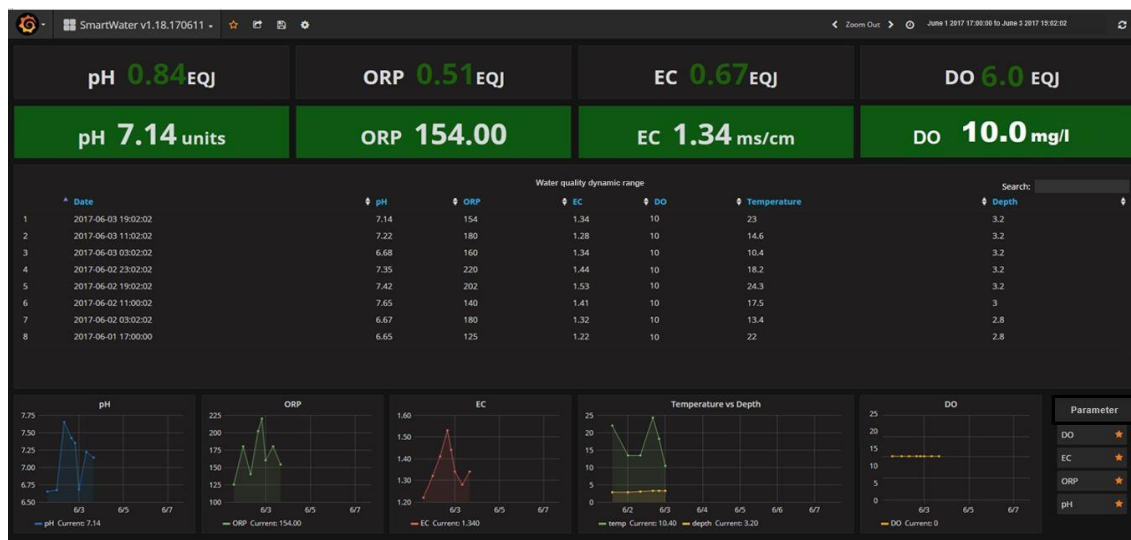 SmartWater v1.18.170611
Zoom Out
June 1 2017 17:00:00 to June 3 2017 19:02:02
pH 0.84EQJ
ORP 0.51EQJ
EC 0.67EQJ
DO 6.0 EQJ
pH 7.14 units
ORP 154.00
EC 1.34 ms/cm
DO 10.0 mg/l
Water quality dynamic range
Search:
Date pH ORP EC DO Temperature Depth
1 2017-06-03 19:02:02 7.14 154 1.34 10 23 3.2
2 2017-06-03 11:02:02 7.22 180 1.28 10 14.6 3.2
3 2017-06-03 03:02:02 6.68 160 1.34 10 10.4 3.2
4 2017-06-02 23:02:02 7.35 220 1.44 10 18.2 3.2
5 2017-06-02 19:02:02 7.42 202 1.53 10 24.3 3.2
6 2017-06-02 11:00:02 7.65 140 1.41 10 17.5 3
7 2017-06-02 03:02:02 6.67 180 1.32 10 13.4 2.8
8 2017-06-01 17:00:00 6.65 125 1.22 10 22 2.8
pH
7.75
7.50
7.25
7.00
6.75
6.50
6/3 6/5 6/7
pH Current: 7.14
ORP
225
200
175
150
125
100
6/3 6/5 6/7
ORP Current: 154.00
EC
1.60
1.50
1.40
1.30
1.20
6/3 6/5 6/7
EC Current: 1.340
Temperature vs Depth
25
20
15
10
5
0
6/2 6/3 6/4 6/5 6/6 6/7
temp Current: 10.40 depth Current: 3.20
DO
25
20
15
10
5
0
6/3 6/5 6/7
DO Current: 0
Parameter
DO
EC
ORP
pH